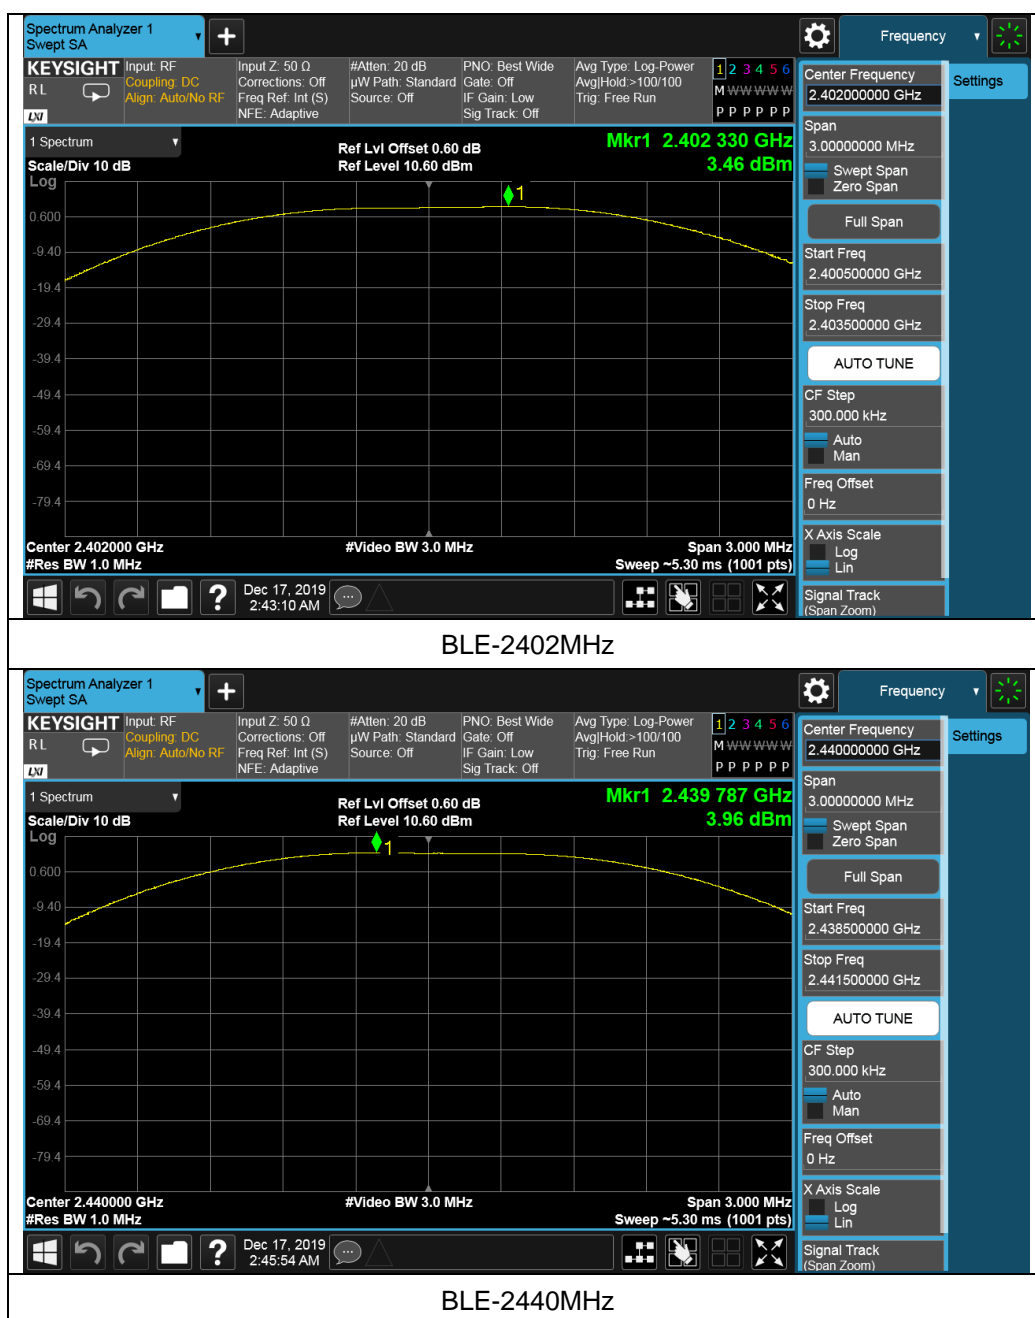 Spectrum Analyzer 1
Swept SA
Frequency
KEYSIGHT
R L
LXI
Input: RF
Coupling: DC
Align: Auto/No RF
Input Z: 50 Ω
Corrections: Off
Freq Ref: Int (S)
NFE: Adaptive
#Atten: 20 dB
µW Path: Standard
Source: Off
PNO: Best Wide
Gate: Off
IF Gain: Low
Sig Track: Off
Avg Type: Log-Power
Avg|Hold:>100/100
Trig: Free Run
1 2 3 4 5 6
M W W W W W
P P P P P P
1 Spectrum
Scale/Div 10 dB
Log
Ref Lvl Offset 0.60 dB
Ref Level 10.60 dBm
Mkr1 2.402 330 GHz
3.46 dBm
1
0.600
-9.40
-19.4
-29.4
-39.4
-49.4
-59.4
-69.4
-79.4
Center 2.402000 GHz
#Res BW 1.0 MHz
#Video BW 3.0 MHz
Span 3.000 MHz
Sweep ~5.30 ms (1001 pts)
Dec 17, 2019
2:43:10 AM
Center Frequency
2.402000000 GHz
Settings
Span
3.00000000 MHz
Swept Span
Zero Span
Full Span
Start Freq
2.400500000 GHz
Stop Freq
2.403500000 GHz
AUTO TUNE
CF Step
300.000 kHz
Auto
Man
Freq Offset
0 Hz
X Axis Scale
Log
Lin
Signal Track
(Span Zoom)
BLE-2402MHz
Spectrum Analyzer 1
Swept SA
Frequency
KEYSIGHT
R L
LXI
Input: RF
Coupling: DC
Align: Auto/No RF
Input Z: 50 Ω
Corrections: Off
Freq Ref: Int (S)
NFE: Adaptive
#Atten: 20 dB
µW Path: Standard
Source: Off
PNO: Best Wide
Gate: Off
IF Gain: Low
Sig Track: Off
Avg Type: Log-Power
Avg|Hold:>100/100
Trig: Free Run
1 2 3 4 5 6
M W W W W W
P P P P P P
1 Spectrum
Scale/Div 10 dB
Log
Ref Lvl Offset 0.60 dB
Ref Level 10.60 dBm
Mkr1 2.439 787 GHz
3.96 dBm
1
0.600
-9.40
-19.4
-29.4
-39.4
-49.4
-59.4
-69.4
-79.4
Center 2.440000 GHz
#Res BW 1.0 MHz
#Video BW 3.0 MHz
Span 3.000 MHz
Sweep ~5.30 ms (1001 pts)
Dec 17, 2019
2:45:54 AM
Center Frequency
2.440000000 GHz
Settings
Span
3.00000000 MHz
Swept Span
Zero Span
Full Span
Start Freq
2.438500000 GHz
Stop Freq
2.441500000 GHz
AUTO TUNE
CF Step
300.000 kHz
Auto
Man
Freq Offset
0 Hz
X Axis Scale
Log
Lin
Signal Track
(Span Zoom)
BLE-2440MHz